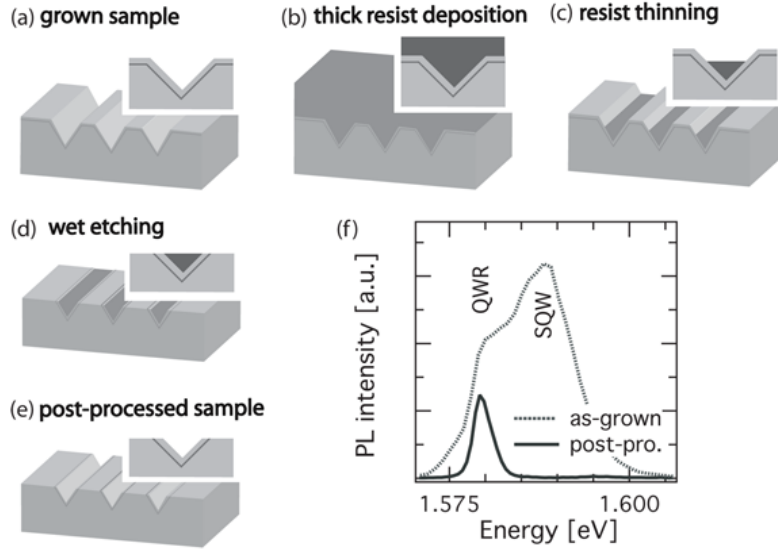 (a) grown sample
(b) thick resist deposition
(c) resist thinning
(d) wet etching
(e) post-processed sample
(f)
PL intensity [a.u.]
QWR
SQW
as-grown
post-pro.
1.575
1.600
Energy [eV]